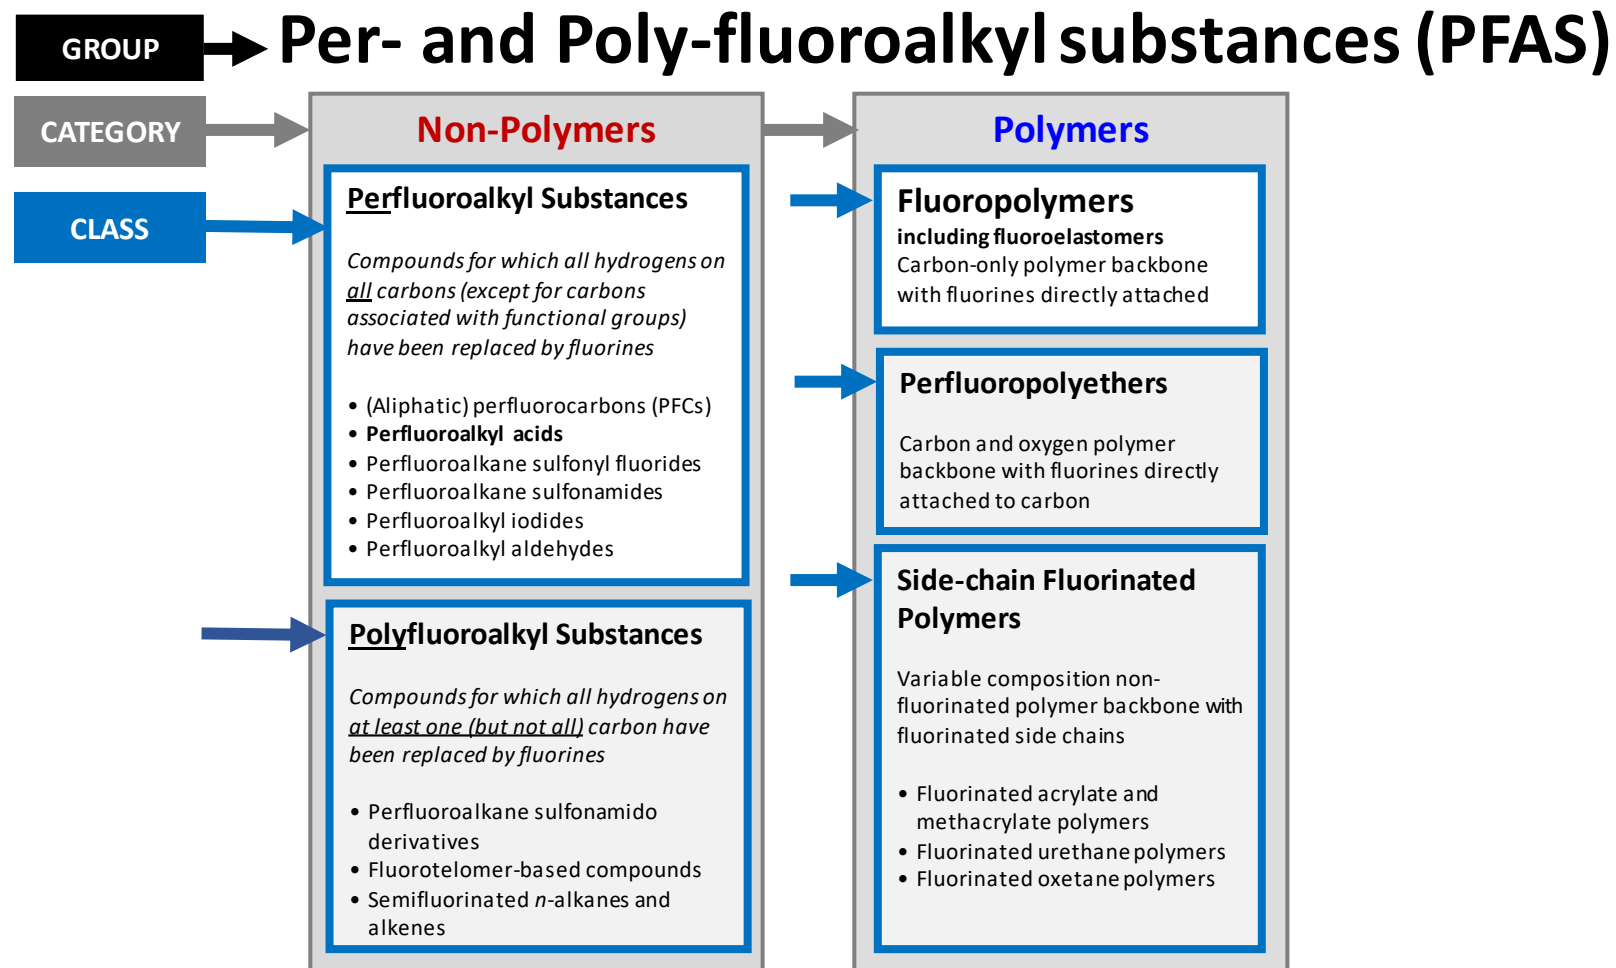 GROUP
Per- and Poly-fluoroalkyl substances (PFAS)
CATEGORY
Non-Polymers
Polymers
CLASS
Perfluoroalkyl Substances
Compounds for which all hydrogens on
all carbons (except for carbons
associated with functional groups)
have been replaced by fluorines
• (Aliphatic) perfluorocarbons (PFCs)
• Perfluoroalkyl acids
• Perfluoroalkane sulfonyl fluorides
• Perfluoroalkane sulfonamides
• Perfluoroalkyl iodides
• Perfluoroalkyl aldehydes
Polyfluoroalkyl Substances
Compounds for which all hydrogens on
at least one (but not all) carbon have
been replaced by fluorines
• Perfluoroalkane sulfonamido
derivatives
• Fluorotelomer-based compounds
• Semifluorinated n-alkanes and
alkenes
Fluoropolymers
including fluoroelastomers
Carbon-only polymer backbone
with fluorines directly attached
Perfluoropolyethers
Carbon and oxygen polymer
backbone with fluorines directly
attached to carbon
Side-chain Fluorinated
Polymers
Variable composition non-
fluorinated polymer backbone with
fluorinated side chains
• Fluorinated acrylate and
methacrylate polymers
• Fluorinated urethane polymers
• Fluorinated oxetane polymers